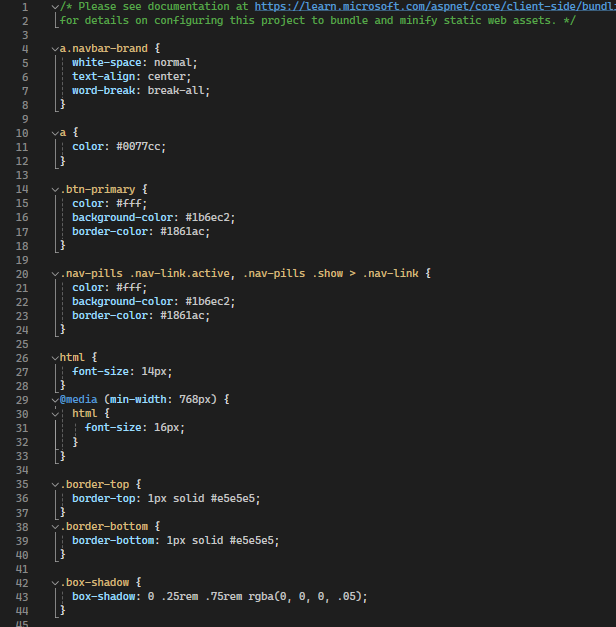 1 /* Please see documentation at https://learn.microsoft.com/aspnet/core/client-side/bundli
2 for details on configuring this project to bundle and minify static web assets. */
3
4 a.navbar-brand {
5 white-space: normal;
6 text-align: center;
7 word-break: break-all;
8 }
9
10 a {
11 color: #0077cc;
12 }
13
14 .btn-primary {
15 color: #fff;
16 background-color: #1b6ec2;
17 border-color: #1861ac;
18 }
19
20 .nav-pills .nav-link.active, .nav-pills .show > .nav-link {
21 color: #fff;
22 background-color: #1b6ec2;
23 border-color: #1861ac;
24 }
25
26 html {
27 font-size: 14px;
28 }
29 @media (min-width: 768px) {
30 html {
31 font-size: 16px;
32 }
33 }
34
35 .border-top {
36 border-top: 1px solid #e5e5e5;
37 }
38 .border-bottom {
39 border-bottom: 1px solid #e5e5e5;
40 }
41
42 .box-shadow {
43 box-shadow: 0 .25rem .75rem rgba(0, 0, 0, .05);
44 }
45